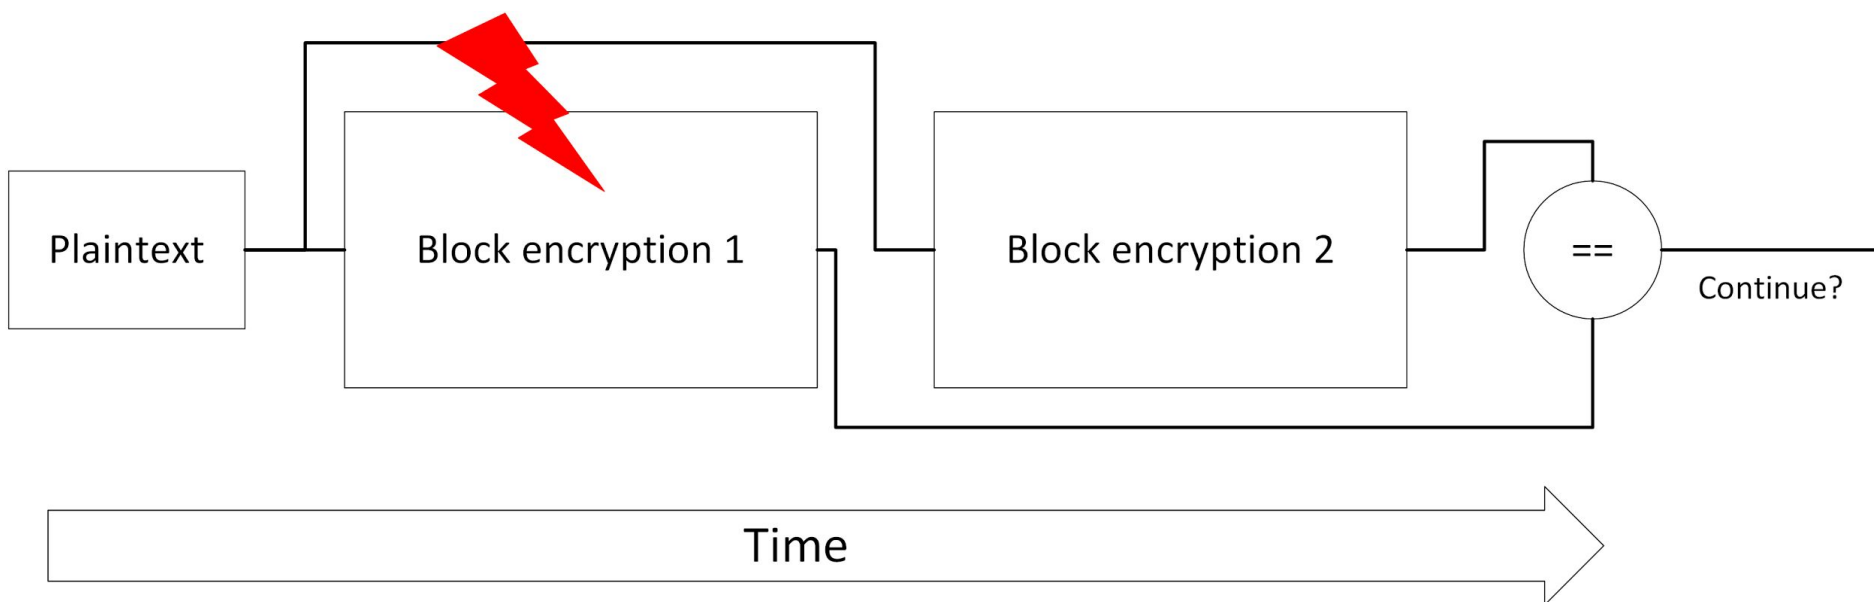 Plaintext
Block encryption 1
Block encryption 2
==
Continue?
Time